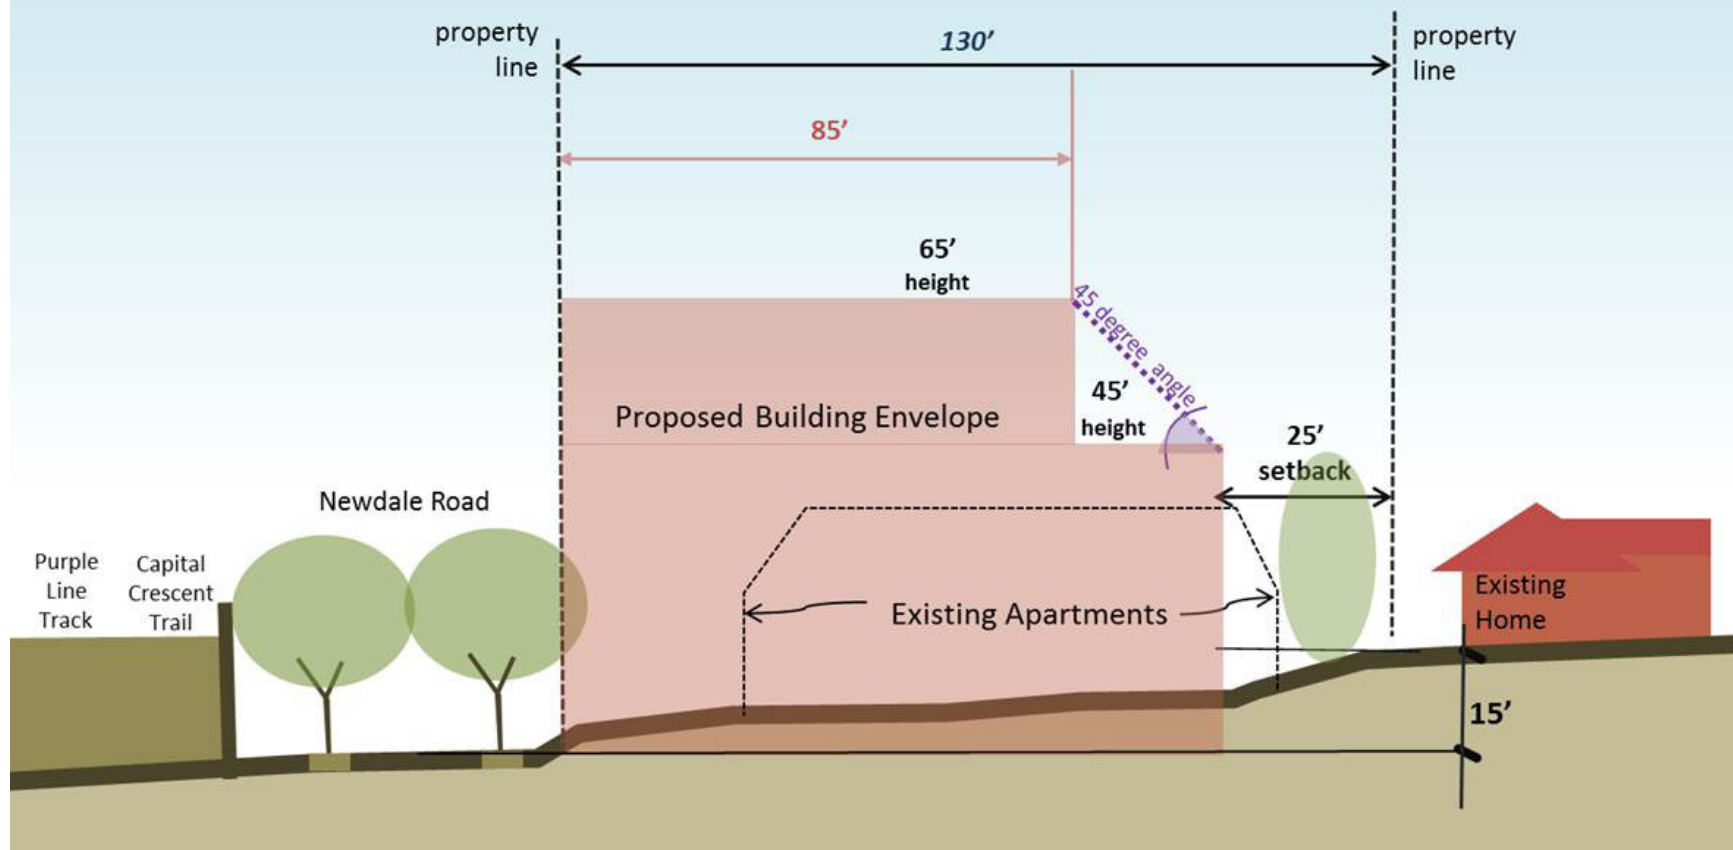 property
line
130’
property
line
85’
65’
height
45 degree angle
45’
height
Proposed Building Envelope
25’
setback
Newdale Road
Purple
Line
Track
Capital
Crescent
Trail
Existing Apartments
Existing
Home
15’